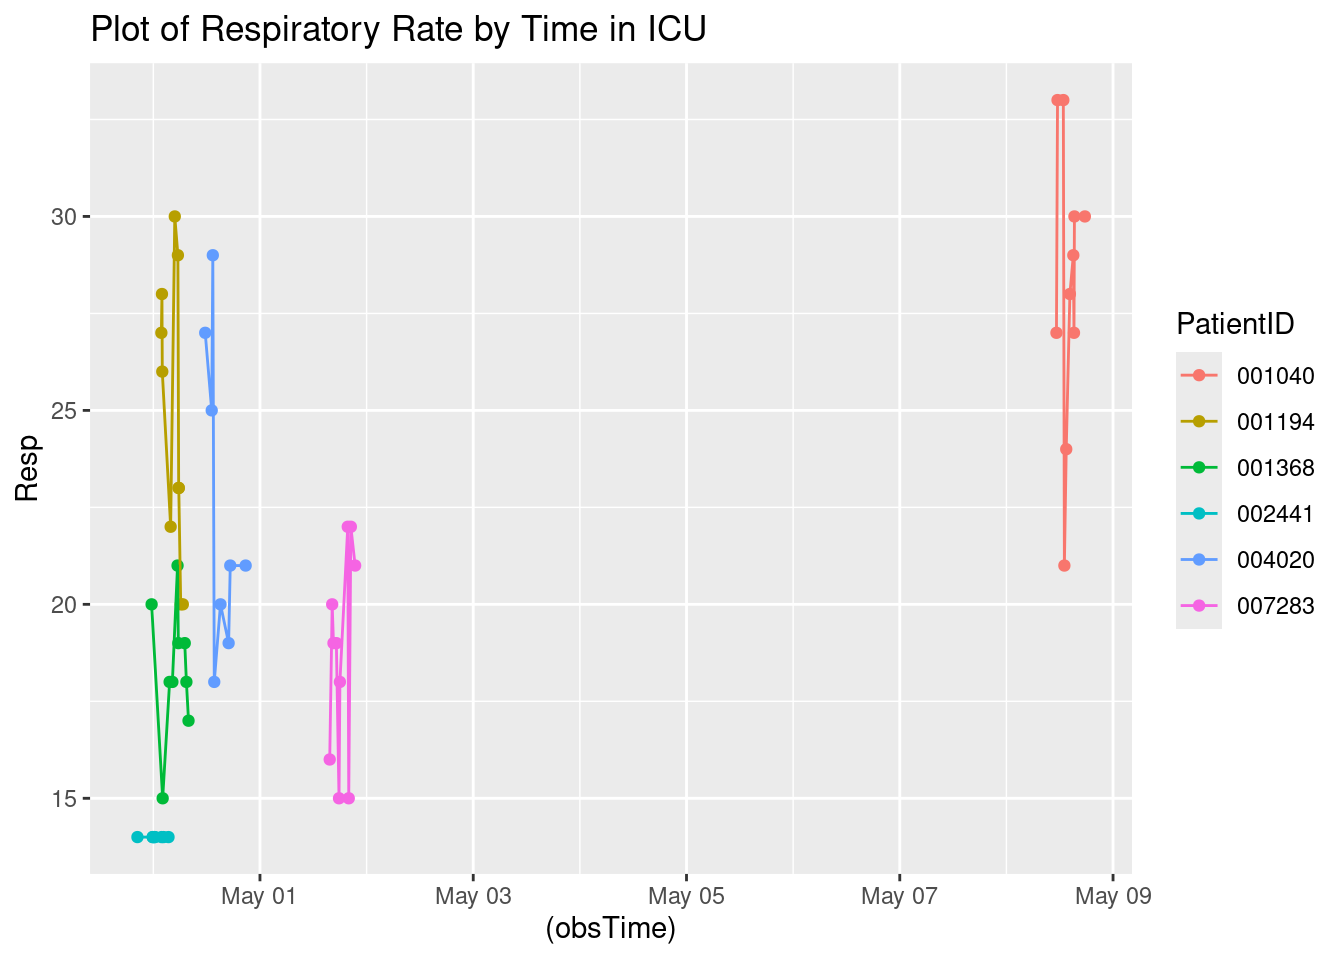 Plot of Respiratory Rate by Time in ICU
Resp
30
25
20
15
May 01
May 03
May 05
May 07
May 09
(obsTime)
PatientID
001040
001194
001368
002441
004020
007283